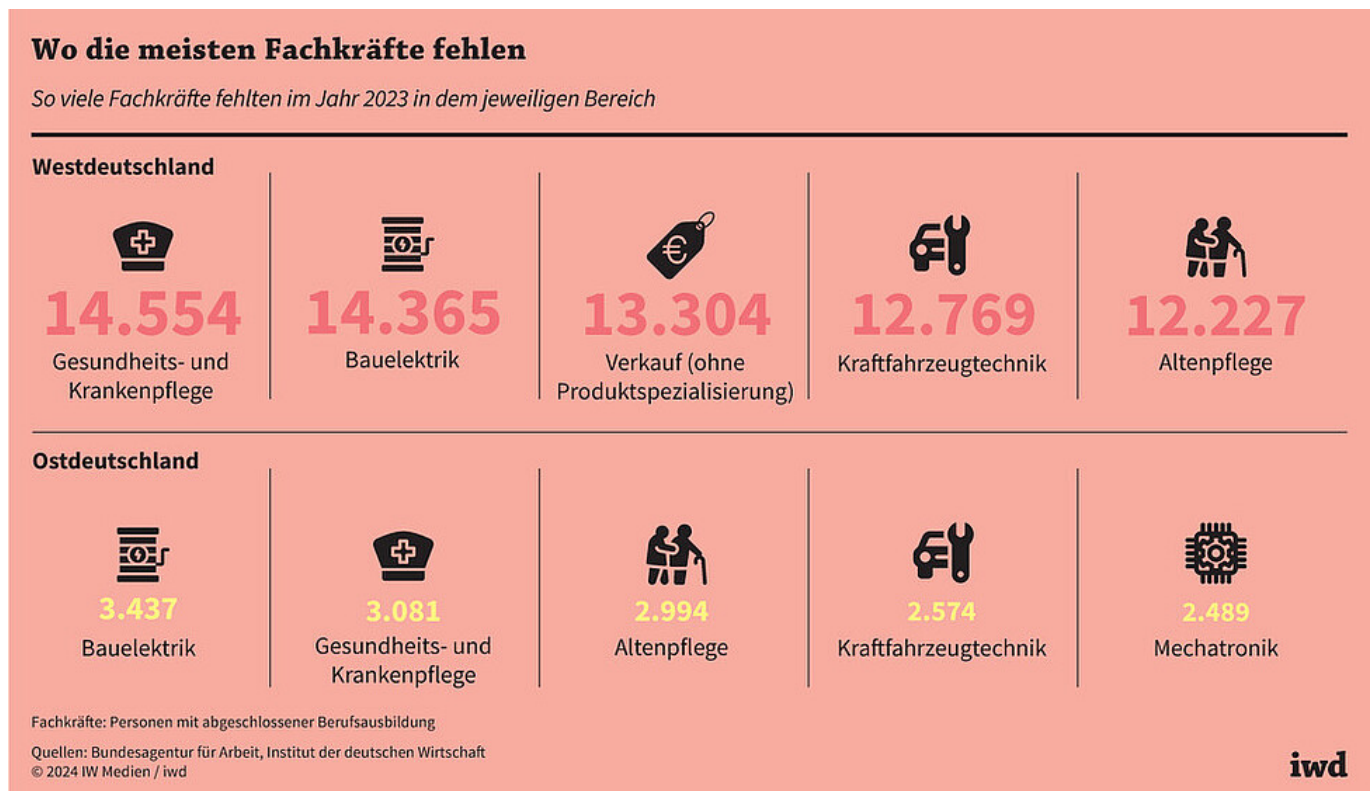 Wo die meisten Fachkräfte fehlen
So viele Fachkräfte fehlten im Jahr 2023 in dem jeweiligen Bereich
Westdeutschland
14.554
Gesundheits- und
Krankenpflege
14.365
Bauelektrik
€
13.304
Verkauf (ohne
Produktspezialisierung)
12.769
Kraftfahrzeugtechnik
12.227
Altenpflege
Ostdeutschland
3.437
Bauelektrik
3.081
Gesundheits- und
Krankenpflege
2.994
Altenpflege
2.574
Kraftfahrzeugtechnik
2.489
Mechatronik
Fachkräfte: Personen mit abgeschlossener Berufsausbildung
Quellen: Bundesagentur für Arbeit, Institut der deutschen Wirtschaft
© 2024 IW Medien / iwd
iwd